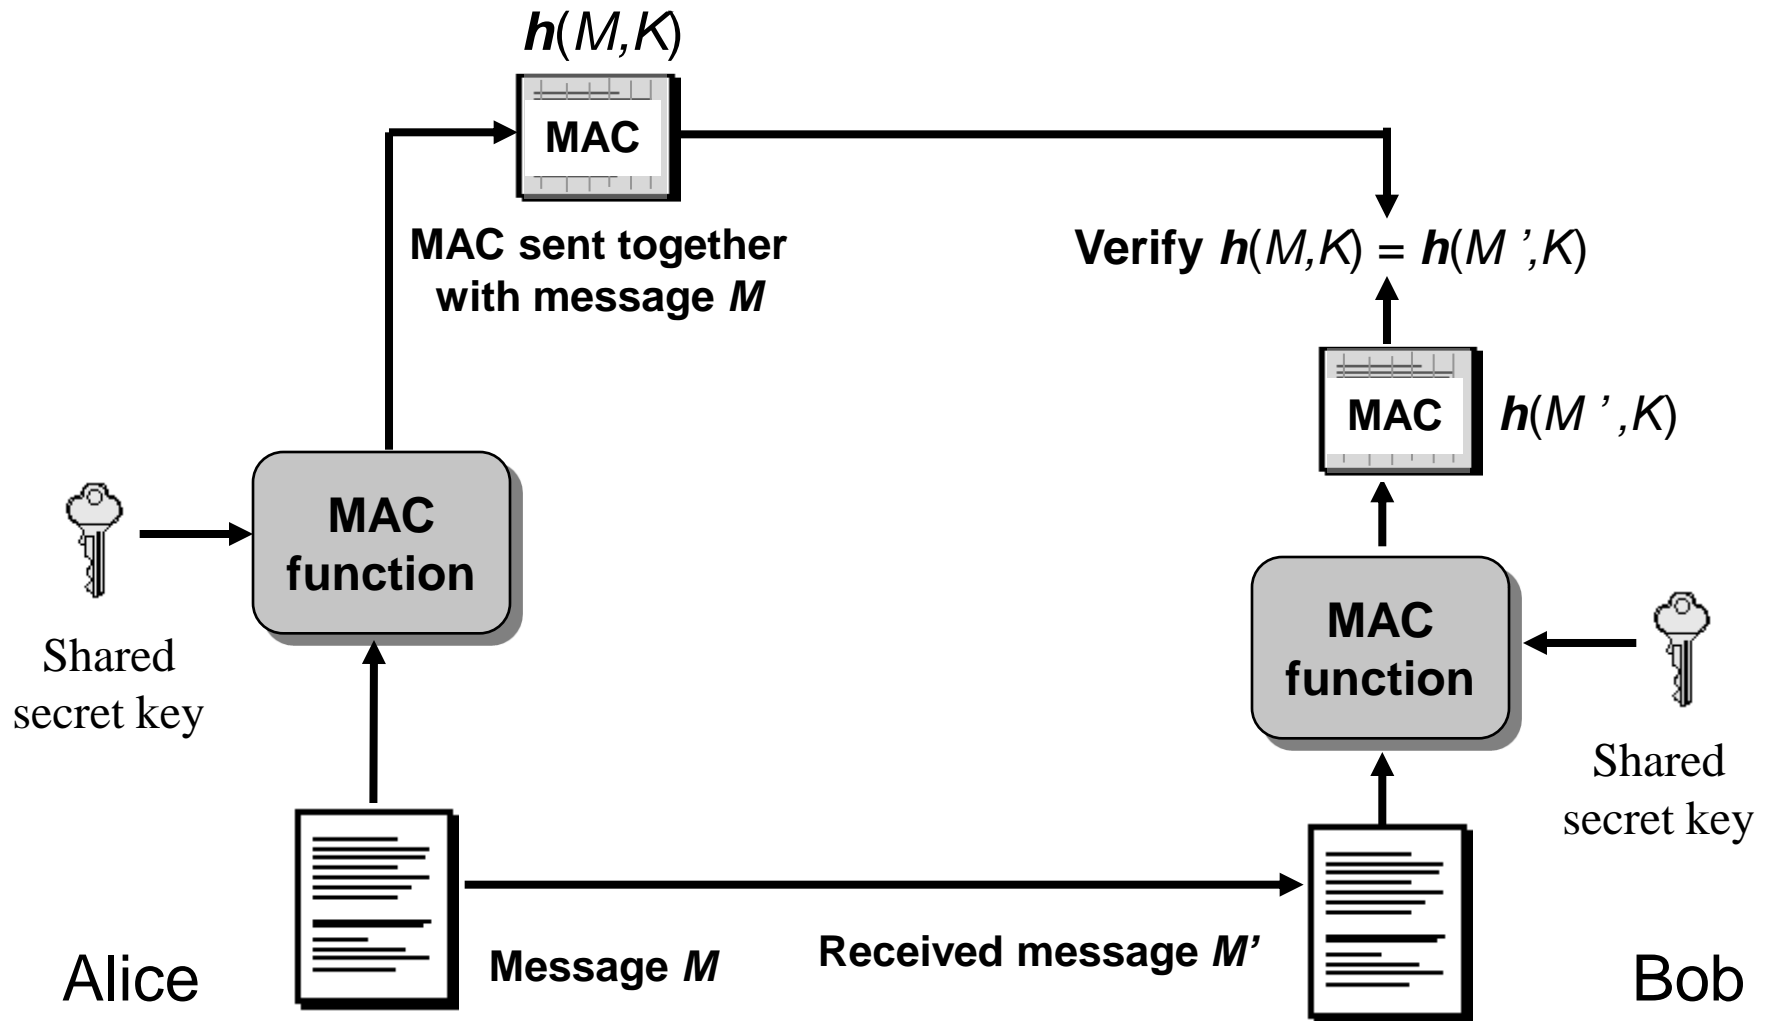 h(M,K)
MAC
MAC sent together
with message M
Verify h(M,K) = h(M ’,K)
MAC
h(M ’,K)
MAC
function
Shared
secret key
MAC
function
Shared
secret key
Message M
Received message M’
Alice
Bob